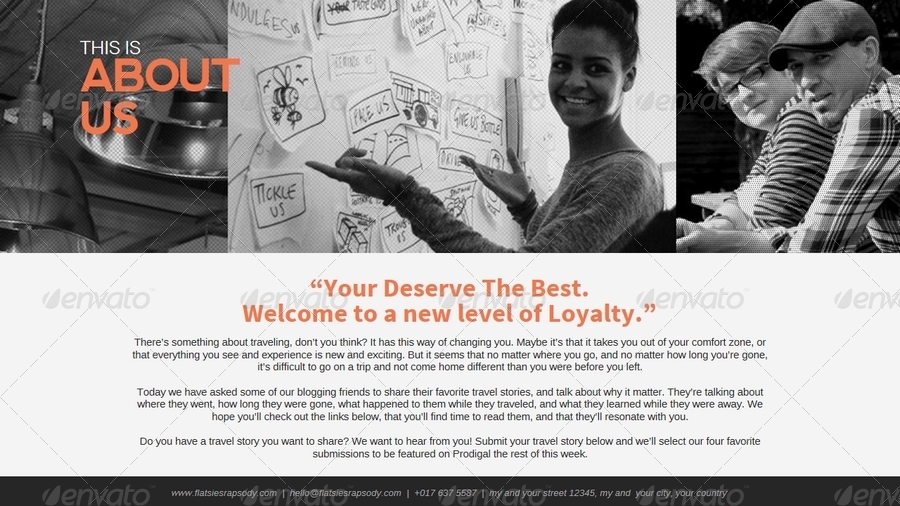 THIS IS
ABOUT
US
INDULGES
TICKLE
US
FACE US
GIVE US BOTTLE
“Your Deserve The Best.
Welcome to a new level of Loyalty.”
There’s something about traveling, don’t you think? It has this way of changing you. Maybe it’s that it takes you out of your comfort zone, or
that everything you see and experience is new and exciting. But it seems that no matter where you go, and no matter how long you’re gone,
it’s difficult to go on a trip and not come home different than you were before you left.
Today we have asked some of our blogging friends to share their favorite travel stories, and talk about why it matter. They’re talking about
where they went, how long they were gone, what happened to them while they traveled, and what they learned while they were away. We
hope you’ll check out the links below, that you’ll find time to read them, and that they’ll resonate with you.
Do you have a travel story you want to share? We want to hear from you! Submit your travel story below and we’ll select our four favorite
submissions to be featured on Prodigal the rest of this week.
www.flatsiesrapsody.com | hello@flatsiesrapsody.com | +017 637 5587 | my and your street 12345, my and your city, your country
envato